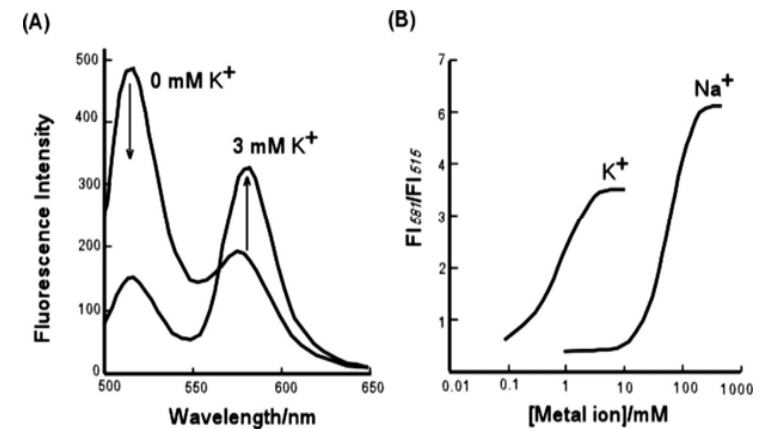 (A)
Fluorescence Intensity
500
400
300
200
100
0
0 mM K+
3 mM K+
500 550 600 650
Wavelength/nm
(B)
FI581/FI515
7
6
4
3
2
1
K+
Na+
0.01 0.1 1 10 100 1000
[Metal ion]/mM